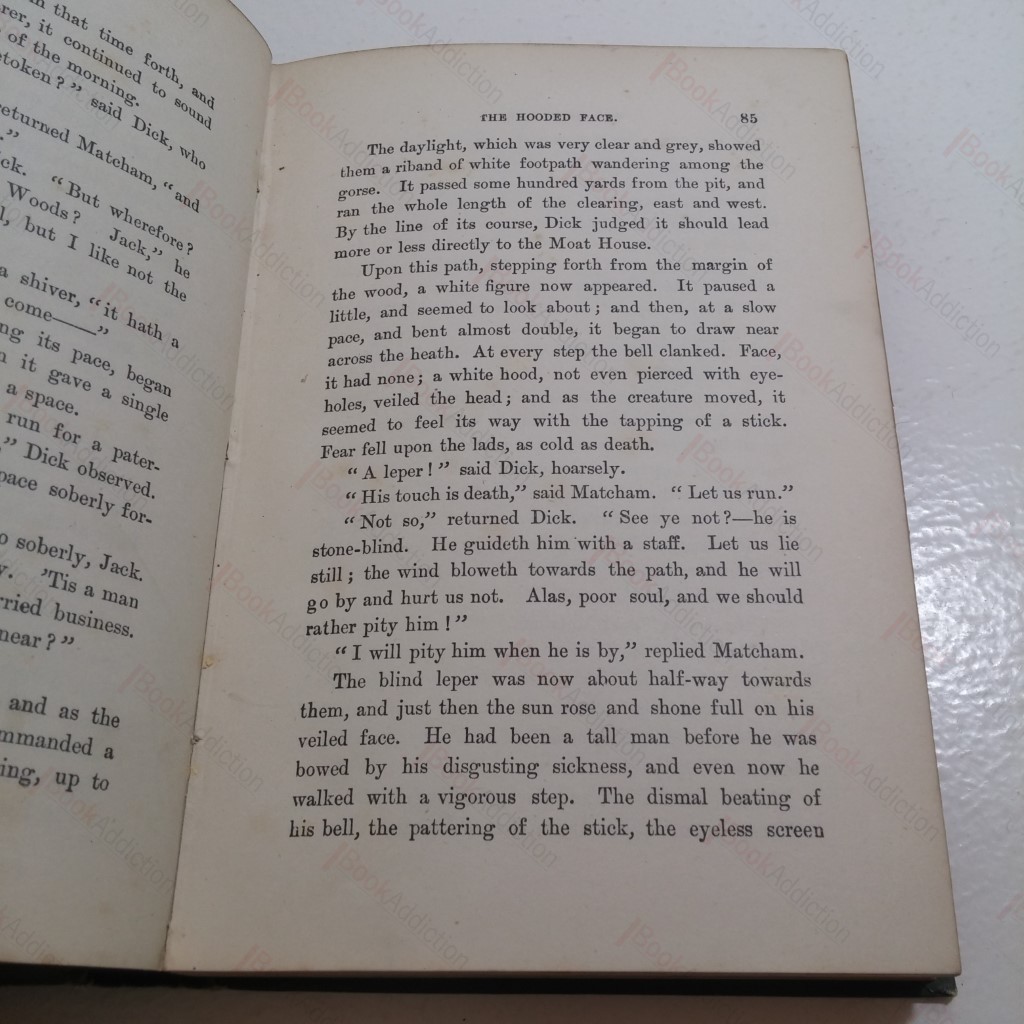 in that time forth, and
rer, it continued to sound
of the morning.
etoken?” said Dick, who
returned Matcham, “and
.”
ick. “But wherefore?
Woods? Jack,” he
l, but I like not the
a shiver, “it hath a
come——”
ng its pace, began
n it gave a single
a space.
run for a pater-
,” Dick observed.
pace soberly for-
o soberly, Jack.
y. ’Tis a man
rried business.
near?”
and as the
mmanded a
ing, up to
THE HOODED FACE. 85
The daylight, which was very clear and grey, showed
them a riband of white footpath wandering among the
gorse. It passed some hundred yards from the pit, and
ran the whole length of the clearing, east and west.
By the line of its course, Dick judged it should lead
more or less directly to the Moat House.
Upon this path, stepping forth from the margin of
the wood, a white figure now appeared. It paused a
little, and seemed to look about; and then, at a slow
pace, and bent almost double, it began to draw near
across the heath. At every step the bell clanked. Face,
it had none; a white hood, not even pierced with eye-
holes, veiled the head; and as the creature moved, it
seemed to feel its way with the tapping of a stick.
Fear fell upon the lads, as cold as death.
“A leper!” said Dick, hoarsely.
“His touch is death,” said Matcham. “Let us run.”
“Not so,” returned Dick. “See ye not?—he is
stone-blind. He guideth him with a staff. Let us lie
still; the wind bloweth towards the path, and he will
go by and hurt us not. Alas, poor soul, and we should
rather pity him!”
“I will pity him when he is by,” replied Matcham.
The blind leper was now about half-way towards
them, and just then the sun rose and shone full on his
veiled face. He had been a tall man before he was
bowed by his disgusting sickness, and even now he
walked with a vigorous step. The dismal beating of
his bell, the pattering of the stick, the eyeless screen
BookAddiction